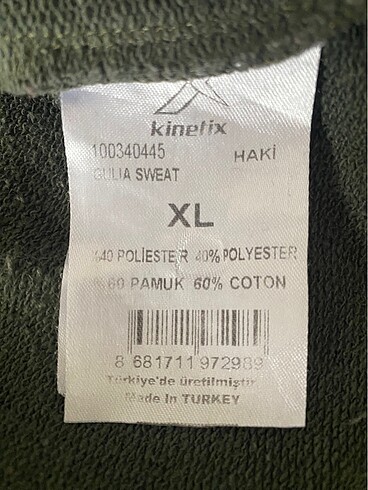 kinetix
100340445 HAKİ
GULIA SWEAT
XL
%40 POLİESTER 40% POLYESTER
%60 PAMUK 60% COTON
8 681711 972989
Türkiye'de üretilmiştir
Made In TURKEY